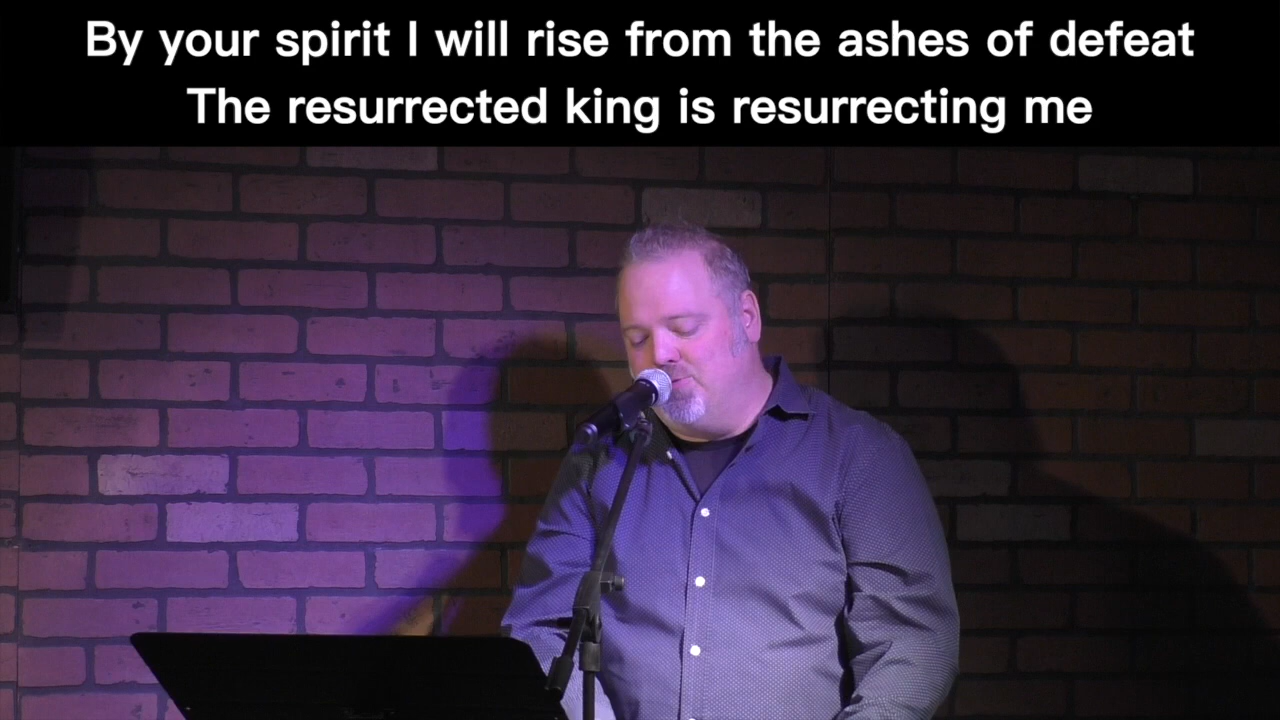 By your spirit I will rise from the ashes of defeat
The resurrected king is resurrecting me